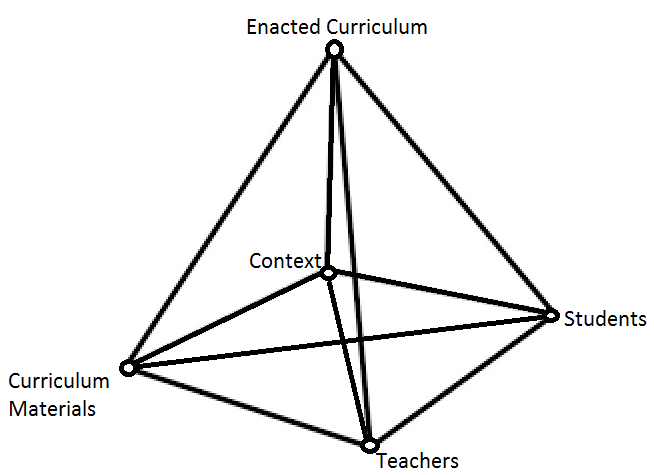 Enacted Curriculum
Context
Students
Curriculum
Materials
Teachers